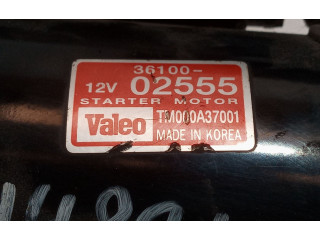 36100-
12V 02555
STARTER MOTOR
Valeo TM000A37001
MADE IN KOREA